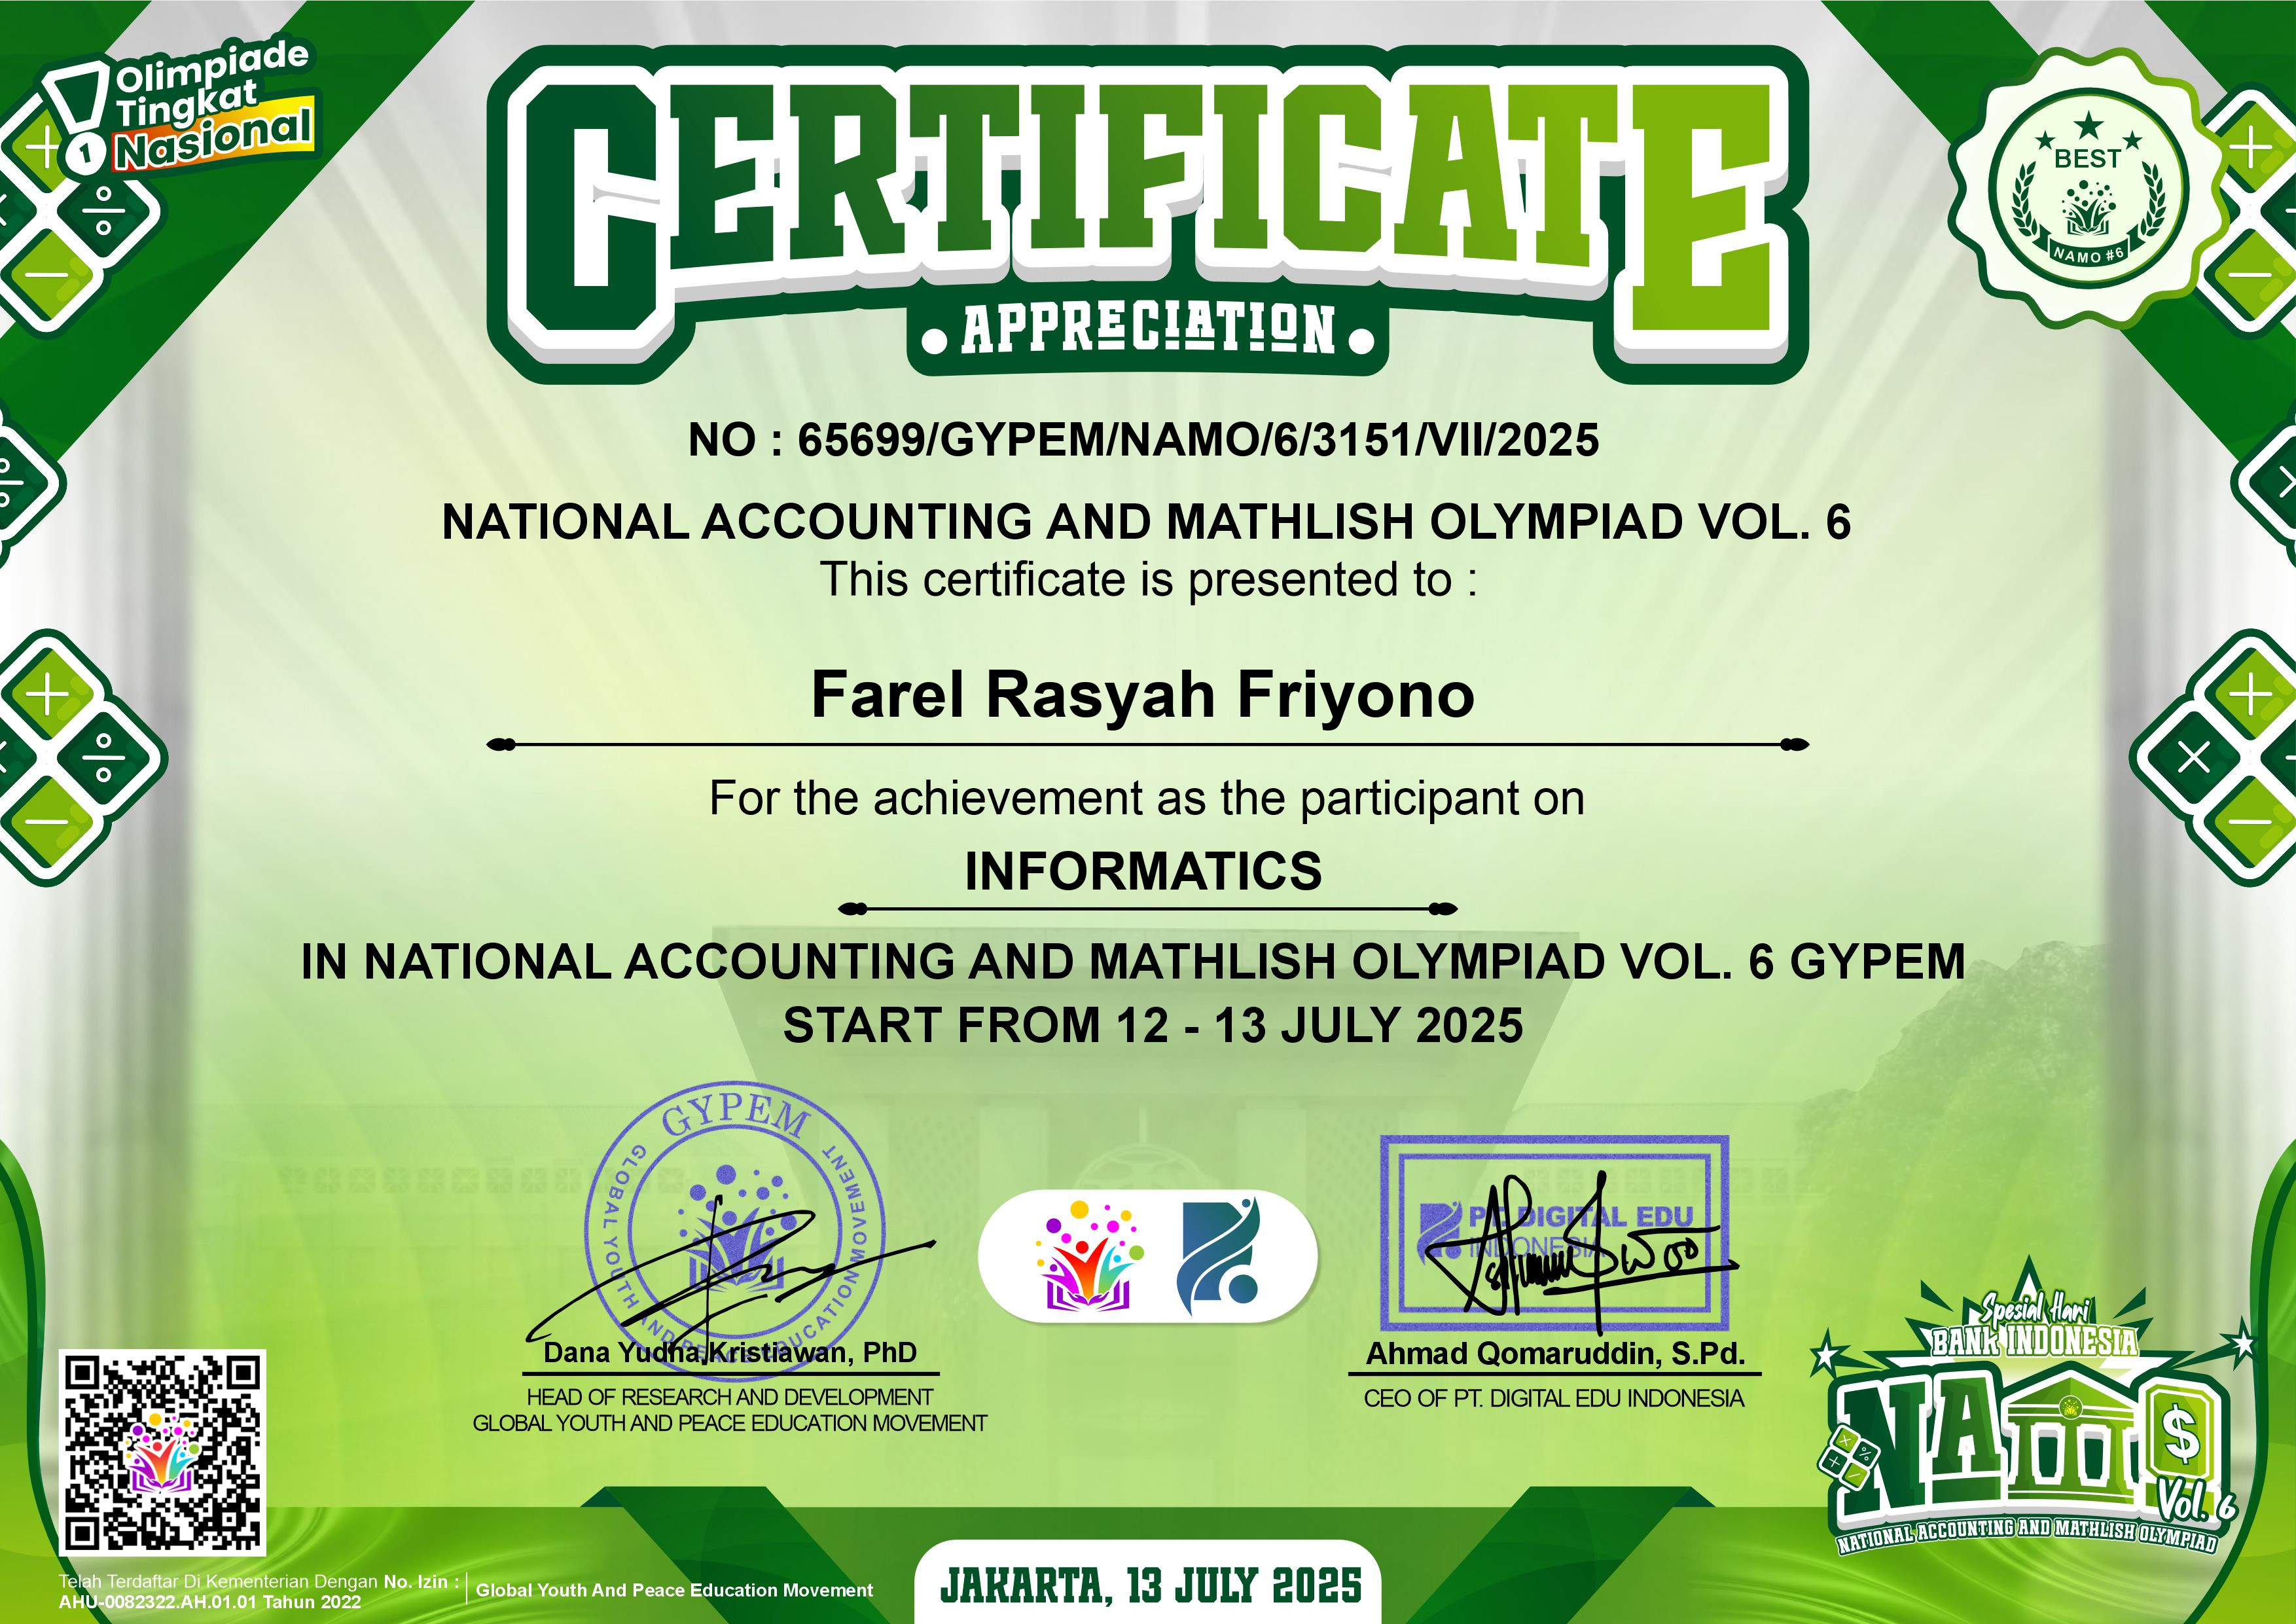 Olimpiade
Tingkat
Nasional
1
CERTIFICATE
APPRECIATION
BEST
NAMO #6
NO : 65699/GYPEM/NAMO/6/3151/VII/2025
NATIONAL ACCOUNTING AND MATHLISH OLYMPIAD VOL. 6
This certificate is presented to :
Farel Rasyah Friyono
For the achievement as the participant on
INFORMATICS
IN NATIONAL ACCOUNTING AND MATHLISH OLYMPIAD VOL. 6 GYPEM
START FROM 12 - 13 JULY 2025
GYPEM
GLOBAL YOUTH AND PEACE EDUCATION MOVEMENT
Dana Yudha Kristiawan, PhD
HEAD OF RESEARCH AND DEVELOPMENT
GLOBAL YOUTH AND PEACE EDUCATION MOVEMENT
PT DIGITAL EDU
INDONESIA
Ahmad Qomaruddin, S.Pd.
CEO OF PT. DIGITAL EDU INDONESIA
Spesial Hari
BANK INDONESIA
NAMO
$
Vol. 6
NATIONAL ACCOUNTING AND MATHLISH OLYMPIAD
Telah Terdaftar Di Kementerian Dengan No. Izin :
AHU-0082322.AH.01.01 Tahun 2022
Global Youth And Peace Education Movement
JAKARTA, 13 JULY 2025